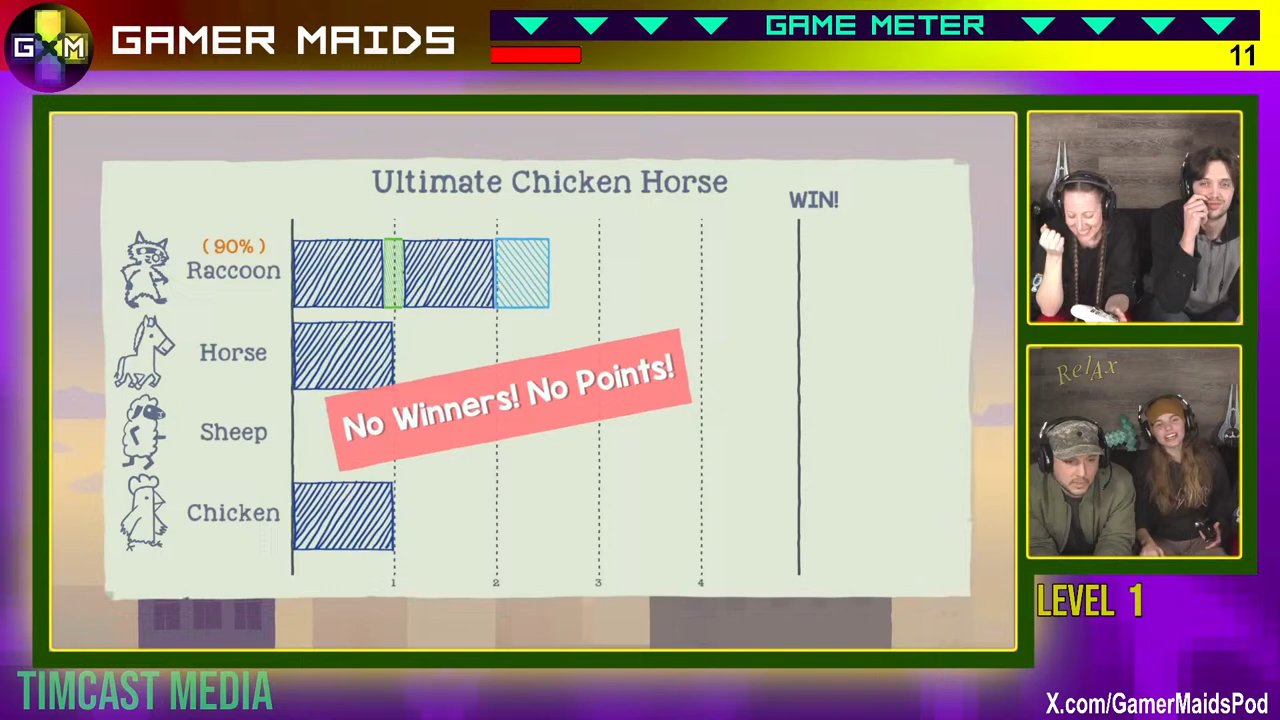 GXM
GAMER MAIDS
GAME METER
11
Ultimate Chicken Horse
WIN!
(90%)
Raccoon
Horse
Sheep
Chicken
No Winners! No Points!
1 2 3 4
RelAx
LEVEL 1
TIMCAST MEDIA
X.com/GamerMaidsPod